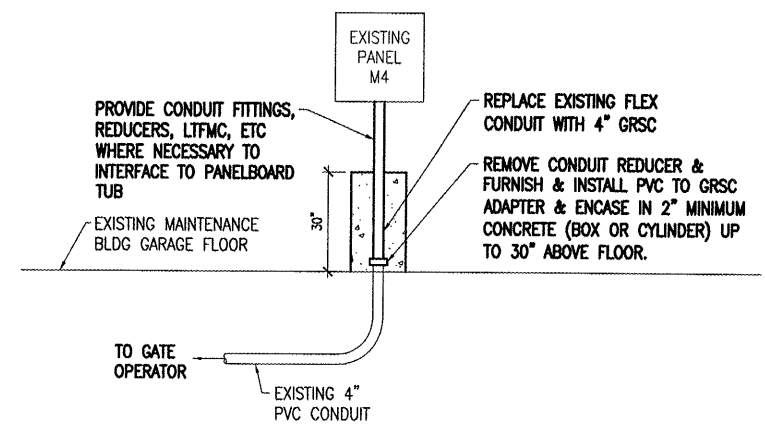 EXISTING
PANEL
M4
PROVIDE CONDUIT FITTINGS,
REDUCERS, LTFMC, ETC
WHERE NECESSARY TO
INTERFACE TO PANELBOARD
TUB
REPLACE EXISTING FLEX
CONDUIT WITH 4" GRSC
REMOVE CONDUIT REDUCER &
FURNISH & INSTALL PVC TO GRSC
ADAPTER & ENCASE IN 2" MINIMUM
CONCRETE (BOX OR CYLINDER) UP
TO 30" ABOVE FLOOR.
30"
EXISTING MAINTENANCE
BLDG GARAGE FLOOR
TO GATE
OPERATOR
EXISTING 4"
PVC CONDUIT